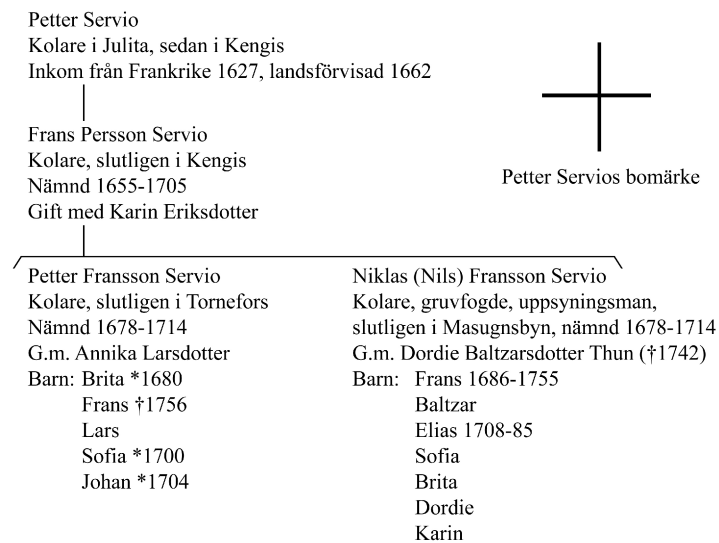 Petter Servio
Kolare i Julita, sedan i Kengis
Inkom från Frankrike 1627, landsförvisad 1662
Frans Persson Servio
Kolare, slutligen i Kengis
Nämnd 1655-1705
Gift med Karin Eriksdotter
Petter Servios bomärke
Petter Fransson Servio
Kolare, slutligen i Tornefors
Nämnd 1678-1714
G.m. Annika Larsdotter
Barn: Brita *1680
Frans †1756
Lars
Sofia *1700
Johan *1704
Niklas (Nils) Fransson Servio
Kolare, gruvfogde, uppsyningsman,
slutligen i Masugnsbyn, nämnd 1678-1714
G.m. Dordie Baltzarsdotter Thun (†1742)
Barn: Frans 1686-1755
Baltzar
Elias 1708-85
Sofia
Brita
Dordie
Karin